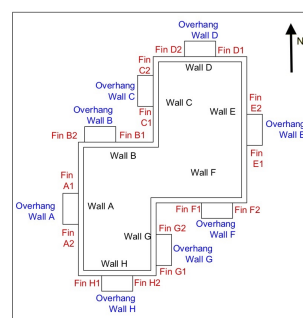 Overhang
Wall D
N
Fin D2
Fin D1
Fin
C2
Wall D
Overhang
Wall C
Wall C
Fin
E2
Overhang
Wall B
Fin
C1
Wall E
Overhang
Wall E
Fin B2
Fin B1
Wall B
Fin
E1
Fin
A1
Wall F
Overhang
Wall A
Wall A
Fin F1
Fin F2
Fin
A2
Overhang
Wall F
Wall G
Fin G2
Overhang
Wall G
Wall H
Fin G1
Fin H1
Fin H2
Overhang
Wall H